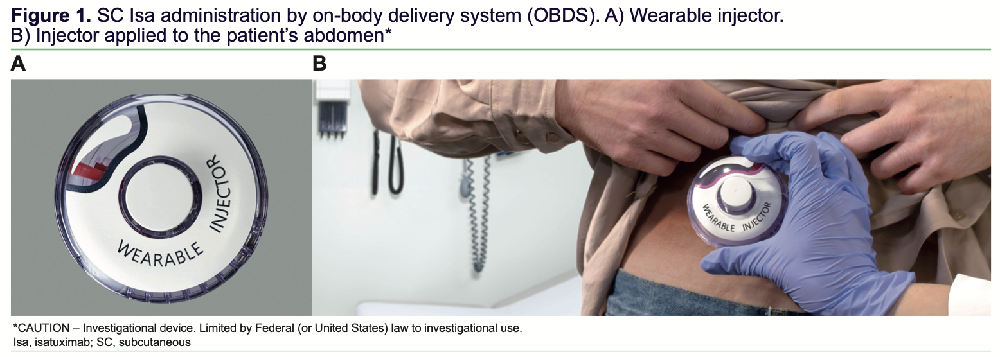 Figure 1. SC Isa administration by on-body delivery system (OBDS). A) Wearable injector.
B) Injector applied to the patient's abdomen*
A
B
WEARABLE INJECTOR
WEARABLE INJECTOR
*CAUTION – Investigational device. Limited by Federal (or United States) law to investigational use.
Isa, isatuximab; SC, subcutaneous